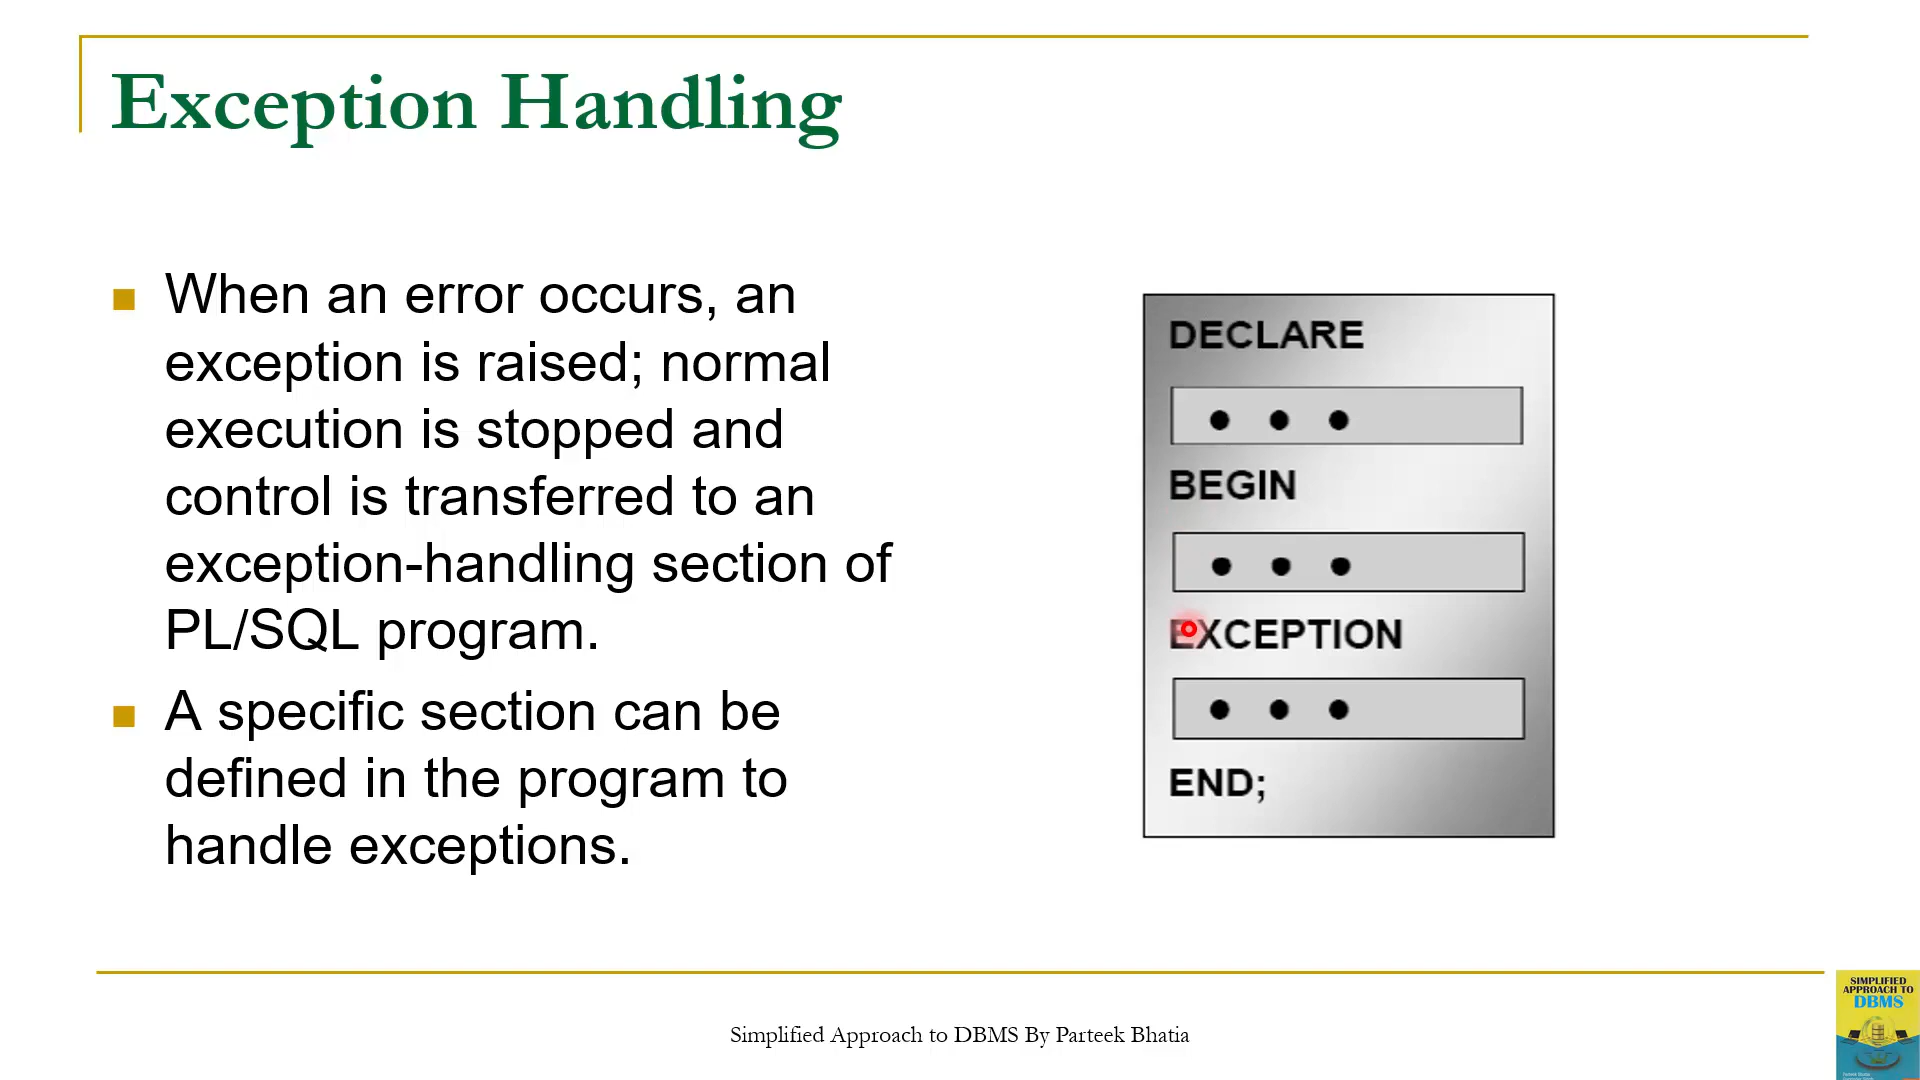 Exception Handling
When an error occurs, an
exception is raised; normal
execution is stopped and
control is transferred to an
exception-handling section of
PL/SQL program.
A specific section can be
defined in the program to
handle exceptions.
DECLARE
BEGIN
EXCEPTION
END;
Simplified Approach to DBMS By Parteek Bhatia
SIMPLIFIED
APPROACH TO
DBMS